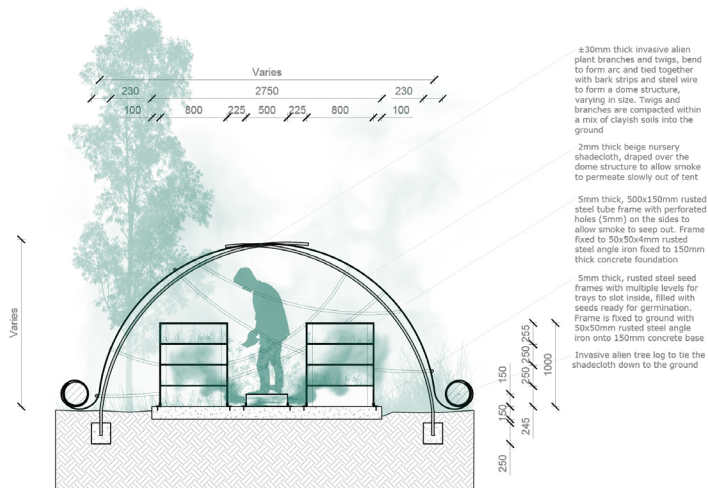 Varies
230
2750
230
100
800
225
500
225
800
100
±30mm thick invasive alien
plant branches and twigs, bend
to form arc and tied together
with bark strips and steel wire
to form a dome structure,
varying in size. Twigs and
branches are compacted within
a mix of clayish soils into the
ground
2mm thick beige nursery
shadecloth, draped over the
dome structure to allow smoke
to permeate slowly out of tent
5mm thick, 500x150mm rusted
steel tube frame with perforated
holes (5mm) on the sides to
allow smoke to seep out. Frame
fixed to 50x50x4mm rusted
steel angle iron fixed to 150mm
thick concrete foundation
5mm thick, rusted steel seed
frames with multiple levels for
trays to slot inside, filled with
seeds ready for germination.
Frame is fixed to ground with
50x50mm rusted steel angle
iron onto 150mm concrete base
Invasive alien tree log to tie the
shadecloth down to the ground
Varies
150
150
250
250 250 255
245
1000